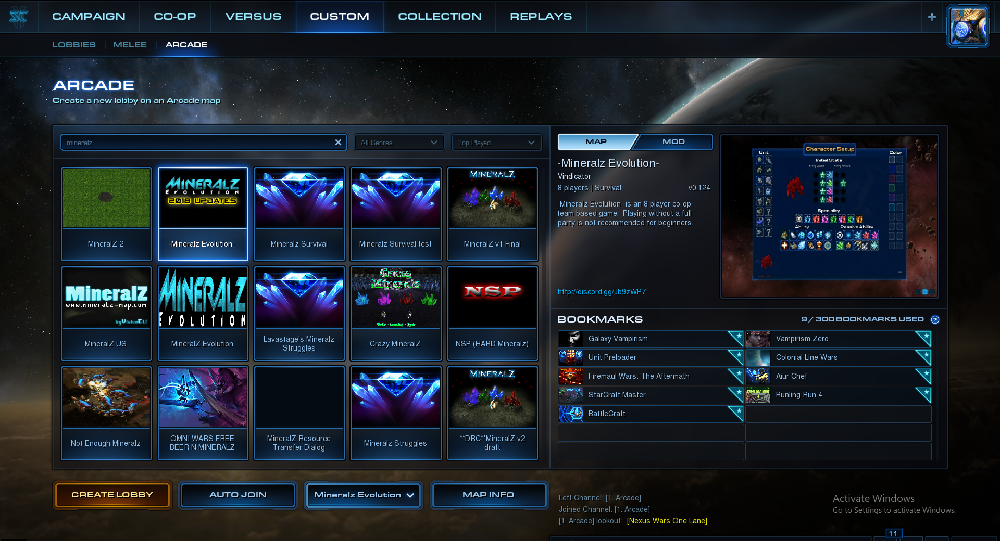 CAMPAIGN
CO-OP
VERSUS
CUSTOM
COLLECTION
REPLAYS
LOBBIES
MELEE
ARCADE
ARCADE
Create a new lobby on an Arcade map
mineralz
All Genres
Top Played
MineralZ 2
MINERALZ
EVOLUTION
2018 UPDATES
-Mineralz Evolution-
Mineralz Survival
Mineralz Survival test
MINERALZ
MineralZ v1 Final
MineralZ
www.mineralz-map.com
byVisionElf
MineralZ US
MINERALZ
EVOLUTION
MineralZ Evolution
Lavastage's Mineralz
Struggles
Crazy
Mineralz
Crazy MineralZ
NSP
NSP (HARD Mineralz)
Not Enough Mineralz
OMNI WARS FREE
BEER N MINERALZ
MineralZ Resource
Transfer Dialog
Mineralz Struggles
MINERALZ
**DRC**MineralZ v2
draft
CREATE LOBBY
AUTO JOIN
Mineralz Evolution
MAP INFO
MAP
MOD
-Mineralz Evolution-
Vindicator
8 players | Survival
v0.124
-Mineralz Evolution- is an 8 player co-op
team based game.  Playing without a full
party is not recommended for beginners.
http://discord.gg/Jb9zWP7
Character Setup
Unit
Initial Stats
Color
Speciality
Ability
Passive Ability
BOOKMARKS
9 / 300 BOOKMARKS USED
?
Galaxy Vampirism
Vampirism Zero
Unit Preloader
Colonial Line Wars
Firemaul Wars: The Aftermath
Aiur Chef
StarCraft Master
RUNLING RUN
Runling Run 4
BattleCraft
Left Channel: [1. Arcade]
Joined Channel: [1. Arcade]
[1. Arcade] lookout:  [Nexus Wars One Lane]
Activate Windows
Go to Settings to activate Windows.
11